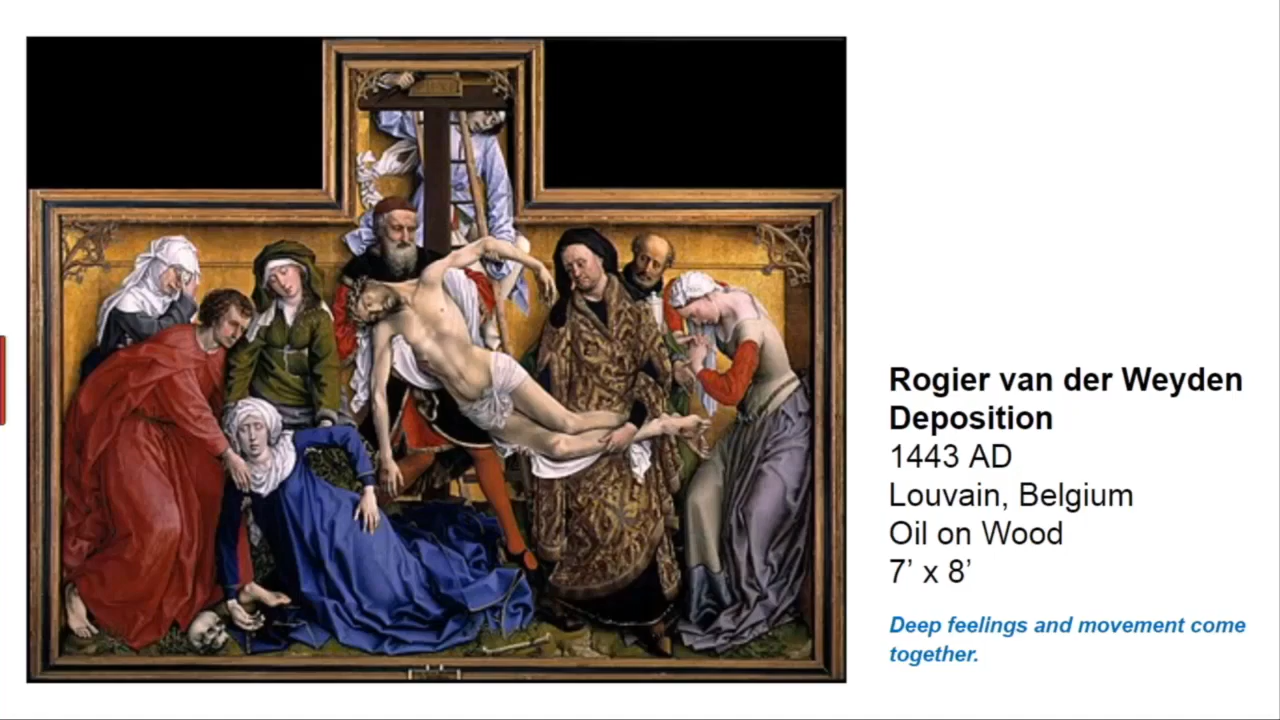 Rogier van der Weyden
Deposition
1443 AD
Louvain, Belgium
Oil on Wood
7’ x 8’
Deep feelings and movement come
together.